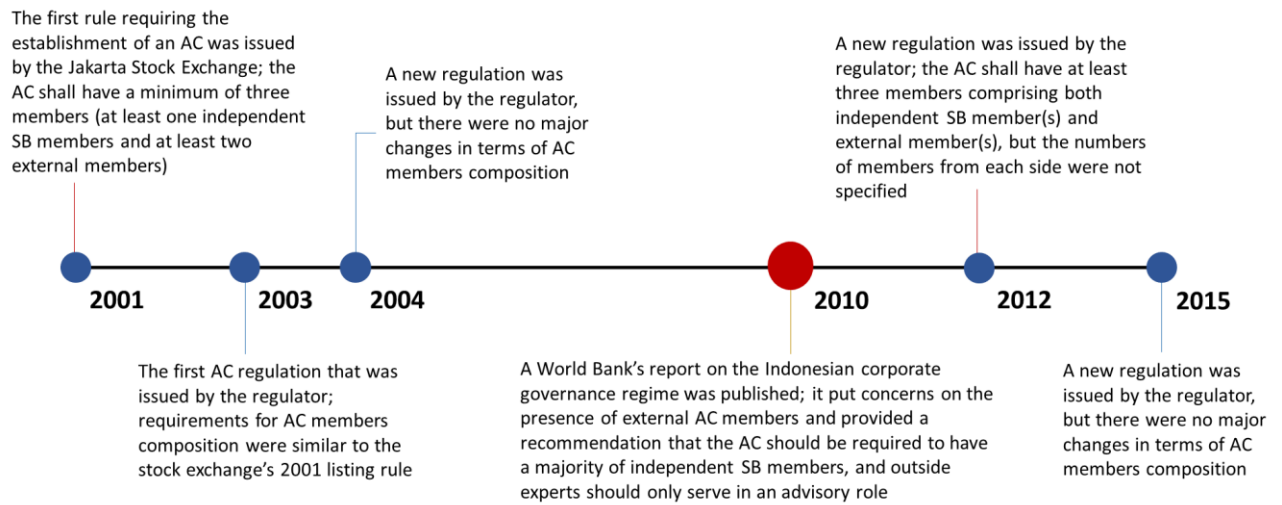 The first rule requiring the
establishment of an AC was issued
by the Jakarta Stock Exchange; the
AC shall have a minimum of three
members (at least one independent
SB members and at least two
external members)
A new regulation was
issued by the regulator,
but there were no major
changes in terms of AC
members composition
A new regulation was issued by the
regulator; the AC shall have at least
three members comprising both
independent SB member(s) and
external member(s), but the numbers
of members from each side were not
specified
2001
2003
2004
2010
2012
2015
The first AC regulation that was
issued by the regulator;
requirements for AC members
composition were similar to the
stock exchange’s 2001 listing rule
A World Bank’s report on the Indonesian corporate
governance regime was published; it put concerns on the
presence of external AC members and provided a
recommendation that the AC should be required to have
a majority of independent SB members, and outside
experts should only serve in an advisory role
A new regulation was
issued by the regulator,
but there were no major
changes in terms of AC
members composition